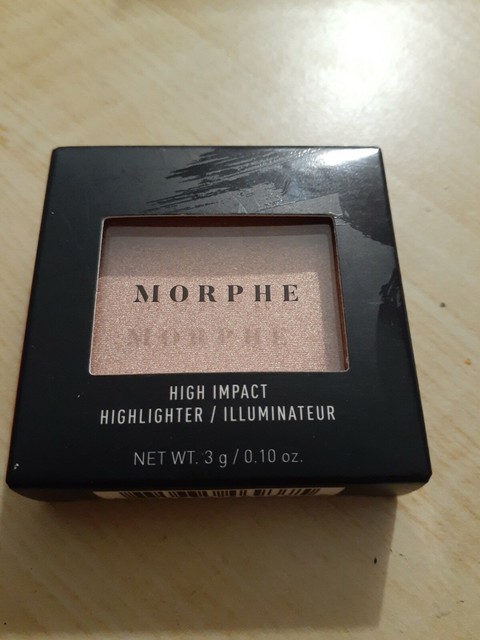 MORPHE
MORPHE
HIGH IMPACT
HIGHLIGHTER / ILLUMINATEUR
NET WT. 3 g / 0.10 oz.